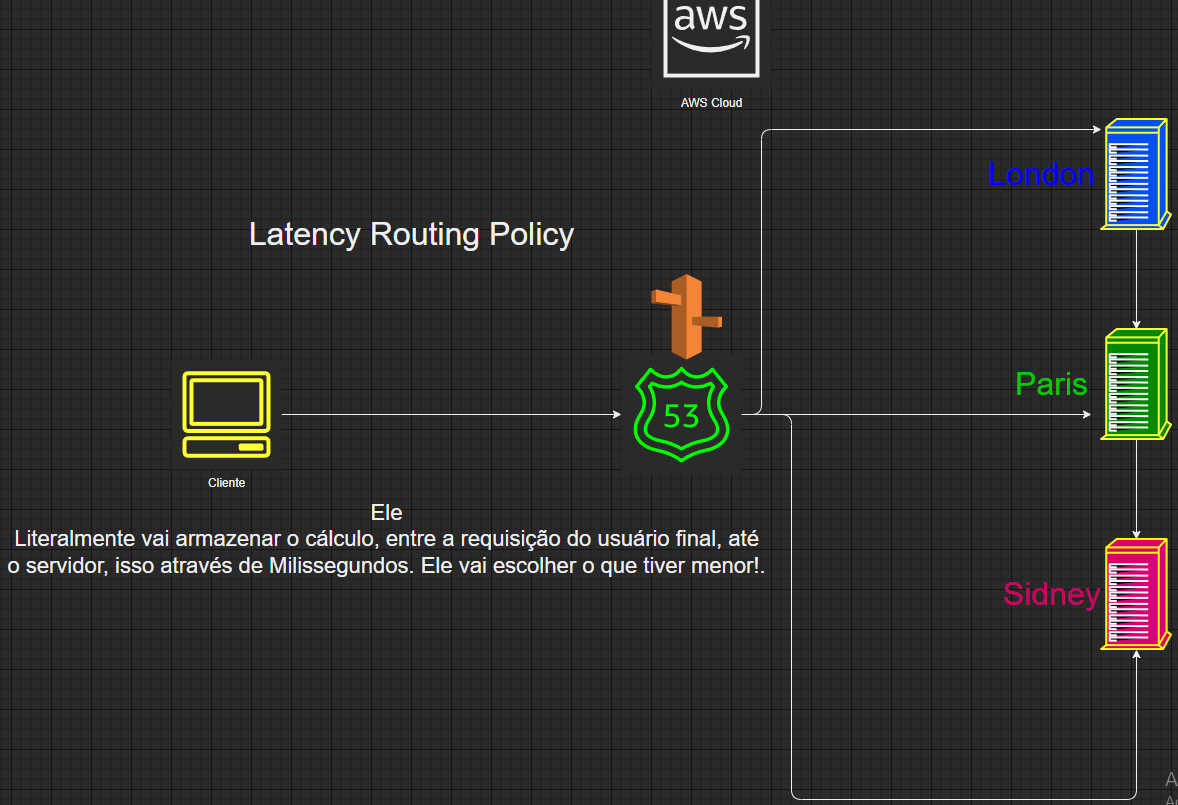 aws
AWS Cloud
London
Latency Routing Policy
Paris
53
Cliente
Ele
Literalmente vai armazenar o cálculo, entre a requisição do usuário final, até
o servidor, isso através de Milissegundos. Ele vai escolher o que tiver menor!.
Sidney